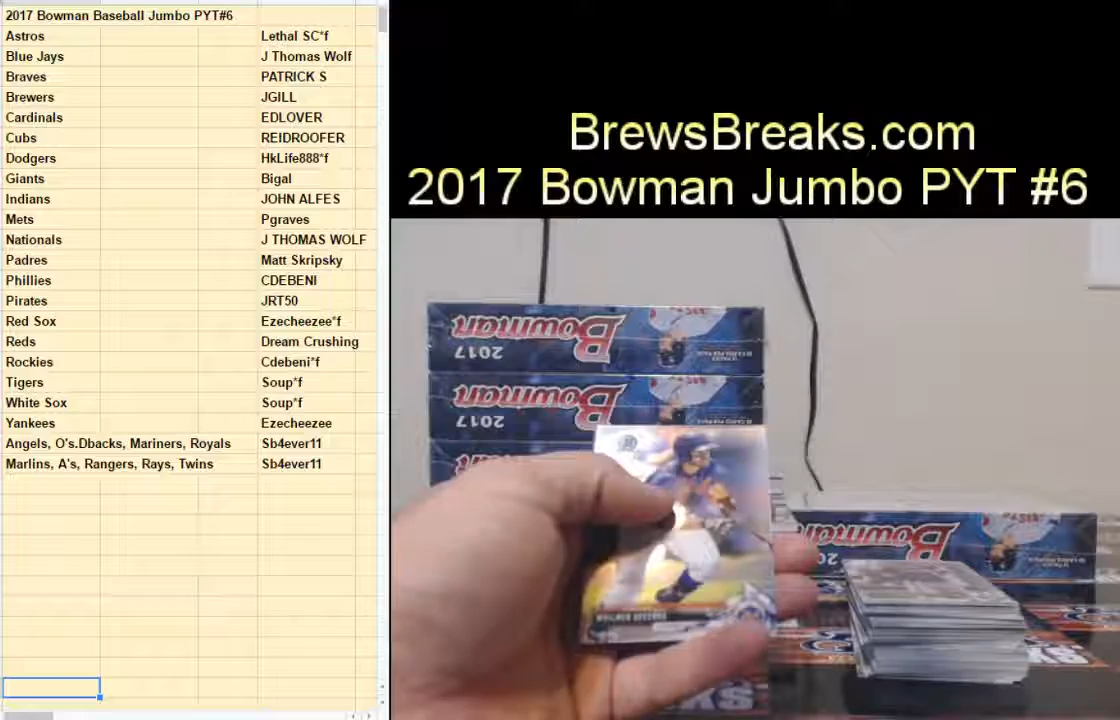 2017 Bowman Baseball Jumbo PYT#6
Astros Lethal SC*f
Blue Jays J Thomas Wolf
Braves PATRICK S
Brewers JGILL
Cardinals EDLOVER
Cubs REIDROOFER
Dodgers HkLife888*f
Giants Bigal
Indians JOHN ALFES
Mets Pgraves
Nationals J THOMAS WOLF
Padres Matt Skripsky
Phillies CDEBENI
Pirates JRT50
Red Sox Ezecheezee*f
Reds Dream Crushing
Rockies Cdebeni*f
Tigers Soup*f
White Sox Soup*f
Yankees Ezecheezee
Angels, O's.Dbacks, Mariners, Royals Sb4ever11
Marlins, A's, Rangers, Rays, Twins Sb4ever11
BrewsBreaks.com
2017 Bowman Jumbo PYT #6
Bowman
2017
Bowman
2017
Bowman
Bowman